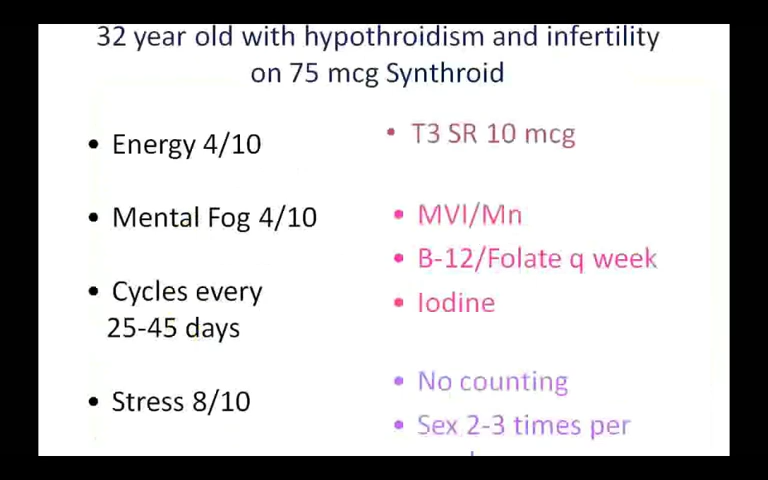 32 year old with hypothroidism and infertility
on 75 mcg Synthroid
• Energy 4/10
• Mental Fog 4/10
• Cycles every
25-45 days
• Stress 8/10
• T3 SR 10 mcg
• MVI/Mn
• B-12/Folate q week
• Iodine
• No counting
• Sex 2-3 times per